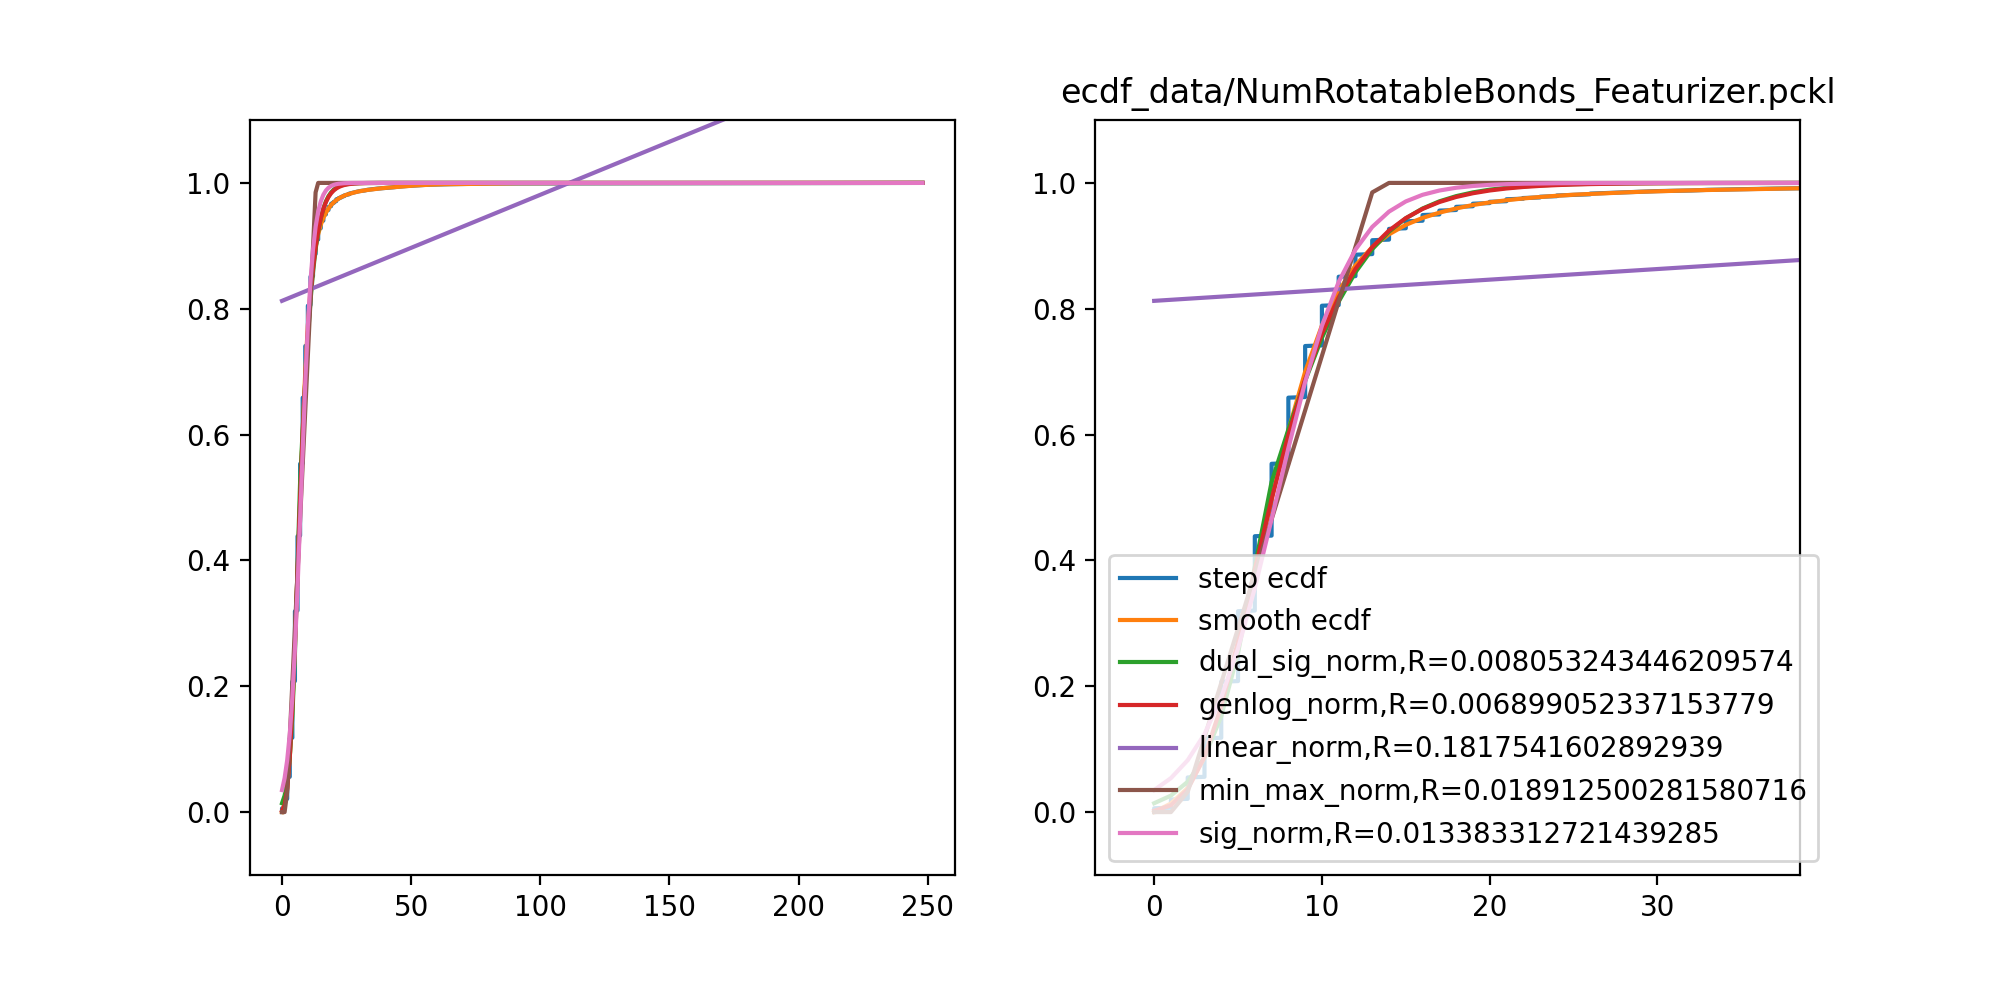 ecdf_data/NumRotatableBonds_Featurizer.pckl
1.0
0.8
0.6
0.4
0.2
0.0
0 50 100 150 200 250
1.0
0.8
0.6
0.4
0.2
0.0
step ecdf
smooth ecdf
dual_sig_norm,R=0.008053243446209574
genlog_norm,R=0.006899052337153779
linear_norm,R=0.1817541602892939
min_max_norm,R=0.018912500281580716
sig_norm,R=0.013383312721439285
0 10 20 30